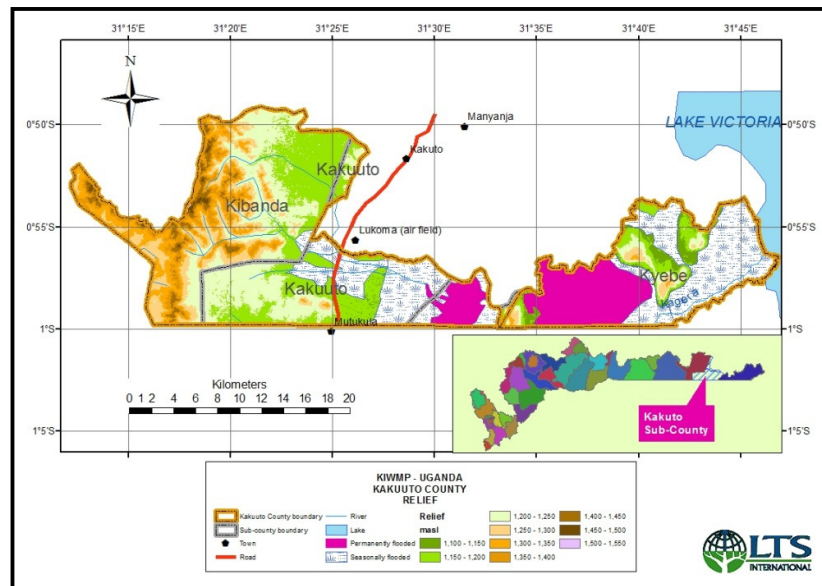 31°15'E 31°20'E 31°25'E 31°30'E 31°35'E 31°40'E 31°45'E
N
0°50'S 0°50'S
Manyanja
LAKE VICTORIA
Kakuto
Kakuuto
Kibanda
0°55'S 0°55'S
Lukoma (air field)
Kakuuto
Kyebe
Kagera
1°S 1°S
Mutukula
Kilometers
0 1 2 4 6 8 10 12 14 16 18 20
Kakuto
Sub-County
1°5'S 1°5'S
KIWMP - UGANDA
KAKUUTO COUNTY
RELIEF
Kakuuto County boundary
Sub-county boundary
Town
Road
River
Lake
Permanently flooded
Seasonally flooded
Relief
masl
1,100 - 1,150
1,150 - 1,200
1,200 - 1,250
1,250 - 1,300
1,300 - 1,350
1,350 - 1,400
1,400 - 1,450
1,450 - 1,500
1,500 - 1,550
LTS
INTERNATIONAL